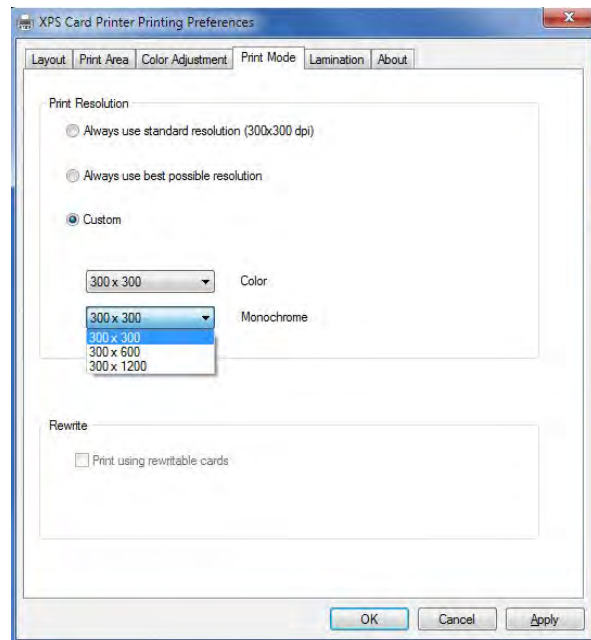 XPS Card Printer Printing Preferences
Layout Print Area Color Adjustment Print Mode Lamination About
Print Resolution
Always use standard resolution (300x300 dpi)
Always use best possible resolution
Custom
300 x 300 Color
300 x 300 Monochrome
300 x 300
300 x 600
300 x 1200
Rewrite
Print using rewritable cards
OK Cancel Apply